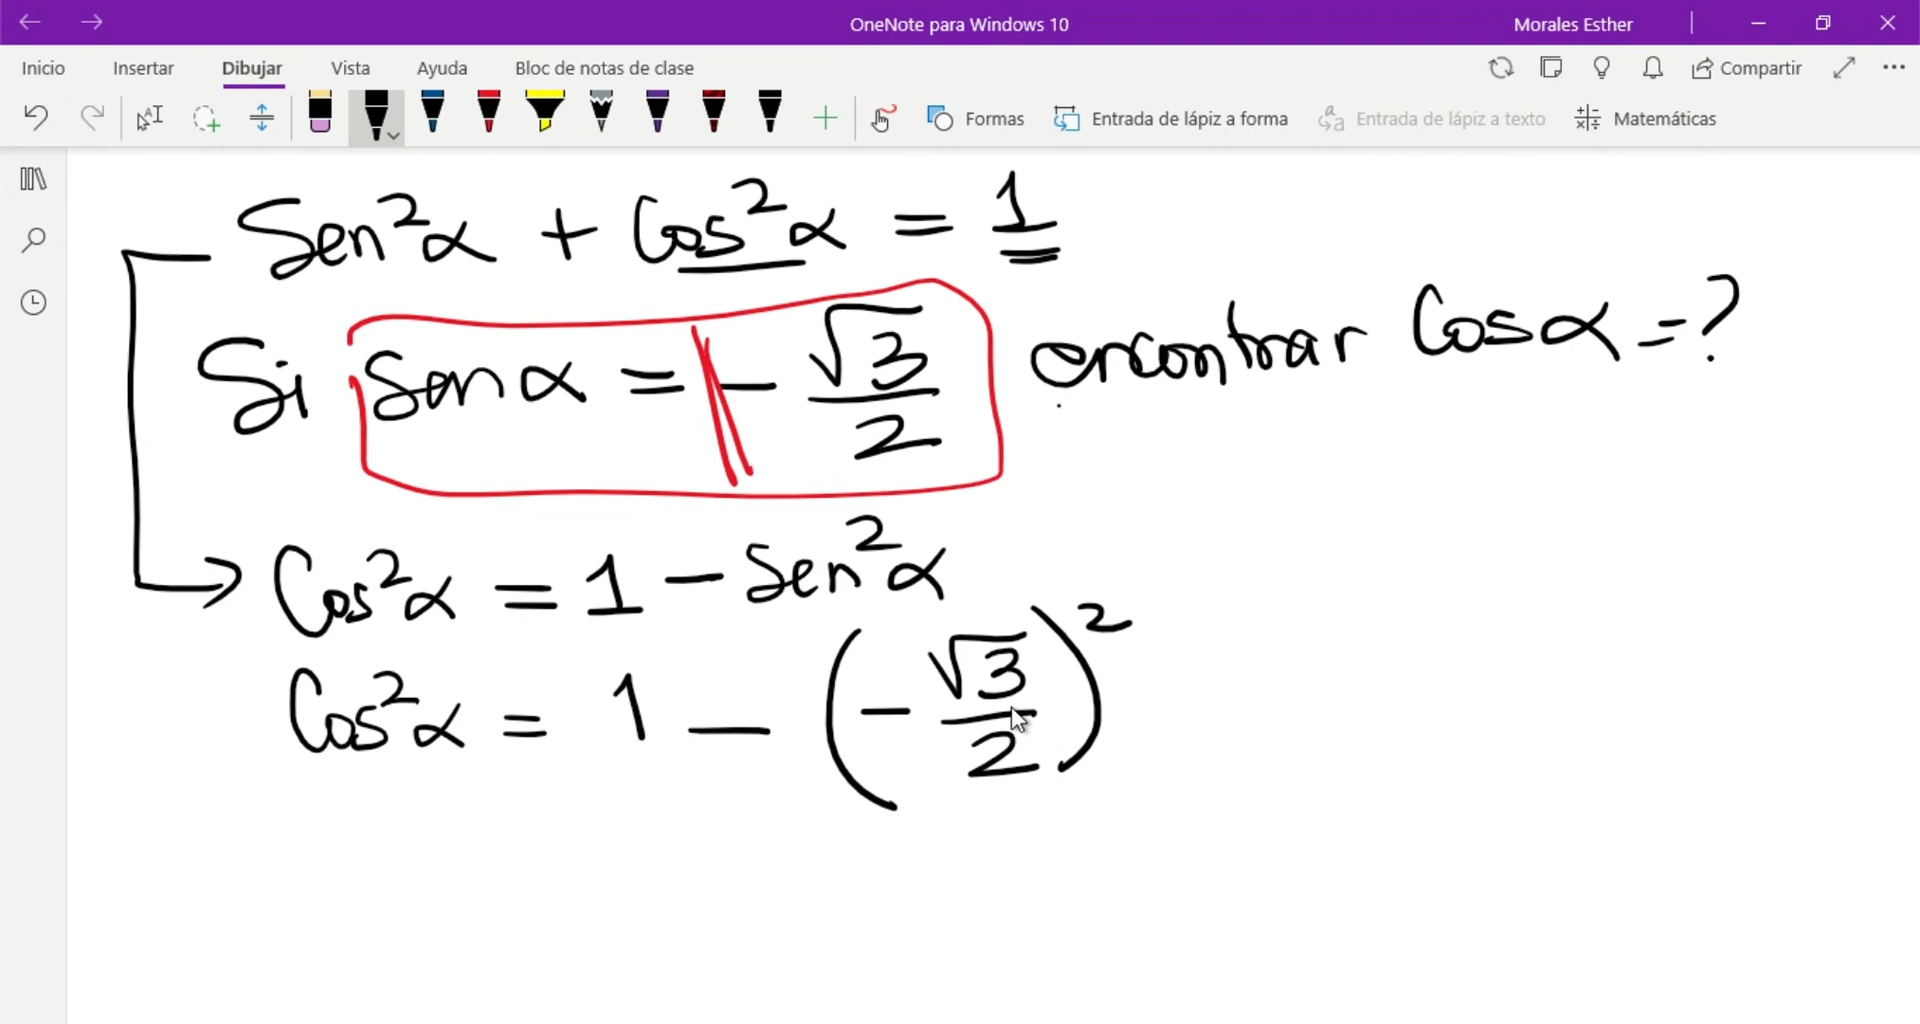 OneNote para Windows 10
Morales Esther
Inicio Insertar Dibujar Vista Ayuda Bloc de notas de clase
Compartir
Formas Entrada de lápiz a forma Entrada de lápiz a texto Matemáticas
Sen²α + Cos²α = 1
Si Senα = - √3/2 encontrar Cosα = ?
Cos²α = 1 - Sen²α
Cos²α = 1 - (- √3/2)²